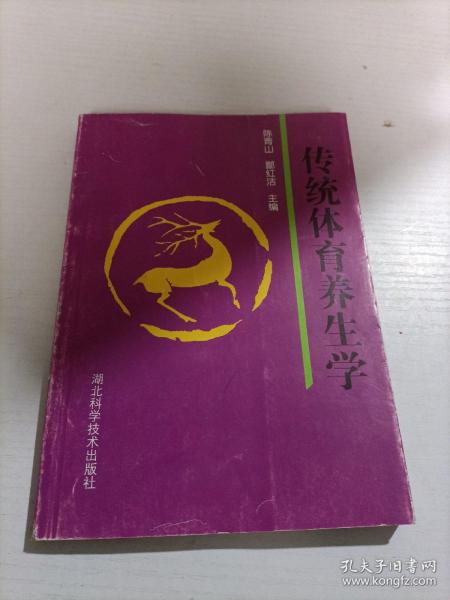 传统体育养生学
陈青山 鄢红洁 主编
湖北科学技术出版社
孔夫子旧书网
www.kongfz.com